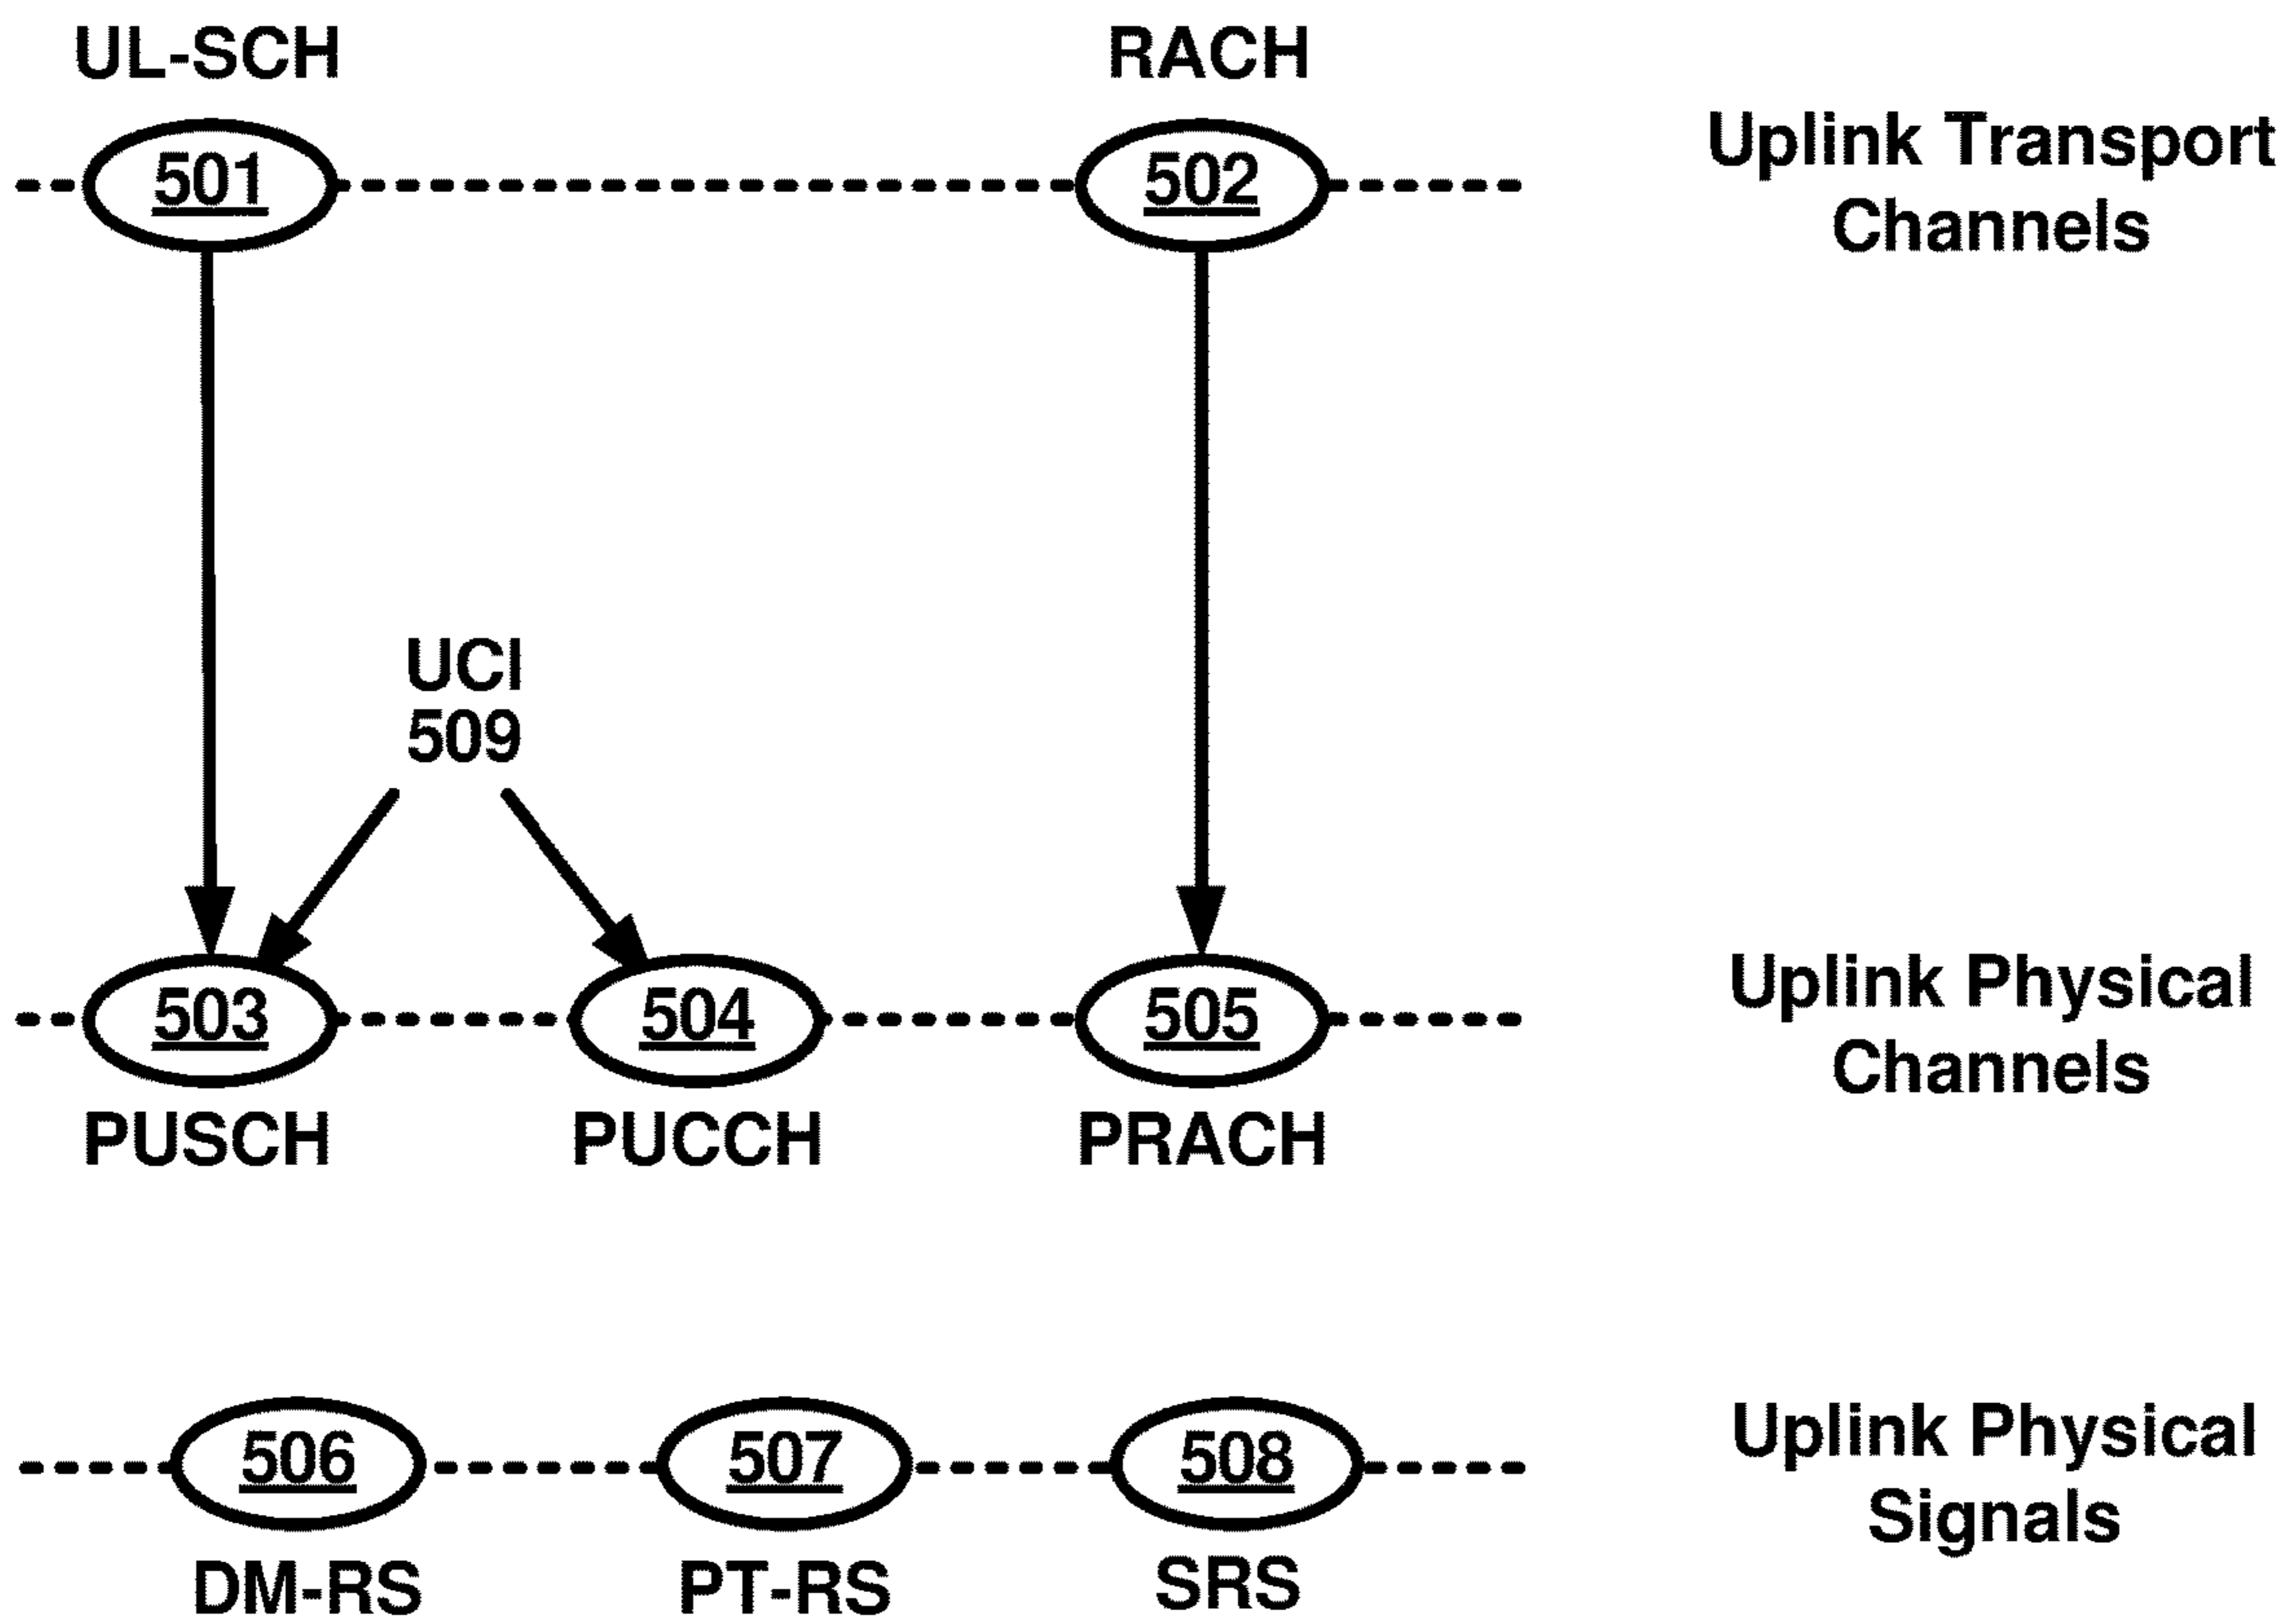 UL-SCH
RACH
501
502
Uplink Transport
Channels
UCI
509
503
504
505
Uplink Physical
Channels
PUSCH
PUCCH
PRACH
506
507
508
Uplink Physical
Signals
DM-RS
PT-RS
SRS